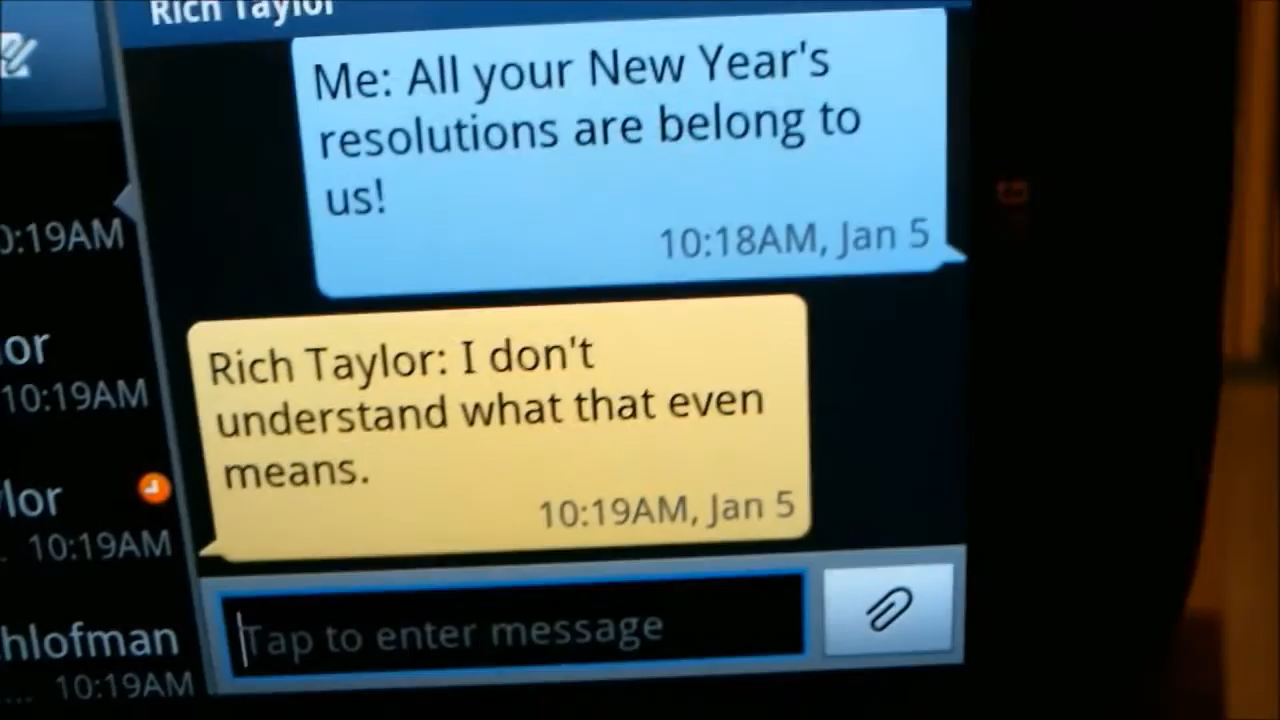 Rich Taylor
Me: All your New Year's
resolutions are belong to
us!
10:18AM, Jan 5
Rich Taylor: I don't
understand what that even
means.
10:19AM, Jan 5
Tap to enter message
:19AM
or
10:19AM
lor
10:19AM
hlofman
... 10:19AM